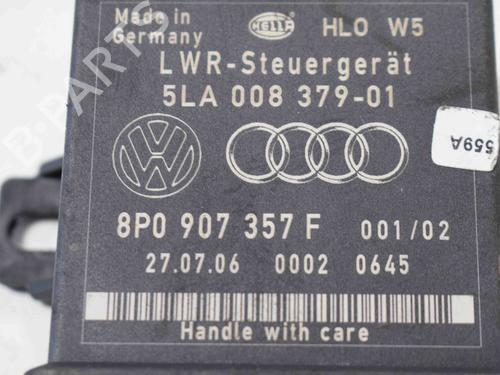 Made in
Germany
HELLA
HLO W5
LWR-Steuergerät
5LA 008 379-01
559A
8P0 907 357 F 001/02
27.07.06 0002 0645
Handle with care
B-PARTS